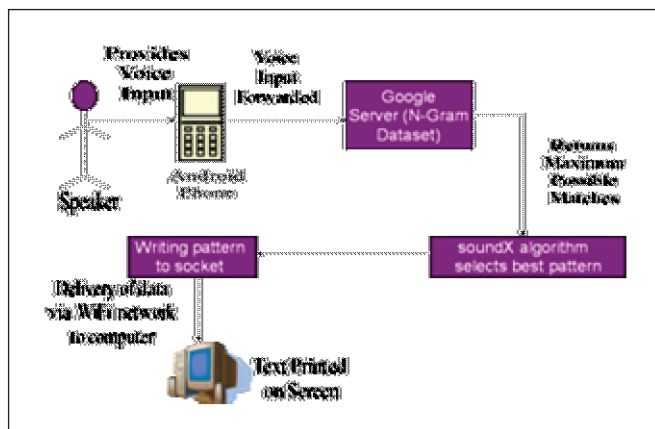 Provides
Voice
Input
Voice
Input
Forwarded
Google
Server (N-Gram
Dataset)
Speaker
Android
Phone
Returns
Maximum
Possible
Matches
Writing pattern
to socket
soundX algorithm
selects best pattern
Delivery of data
via WiFi network
to computer
Text Printed
on Screen